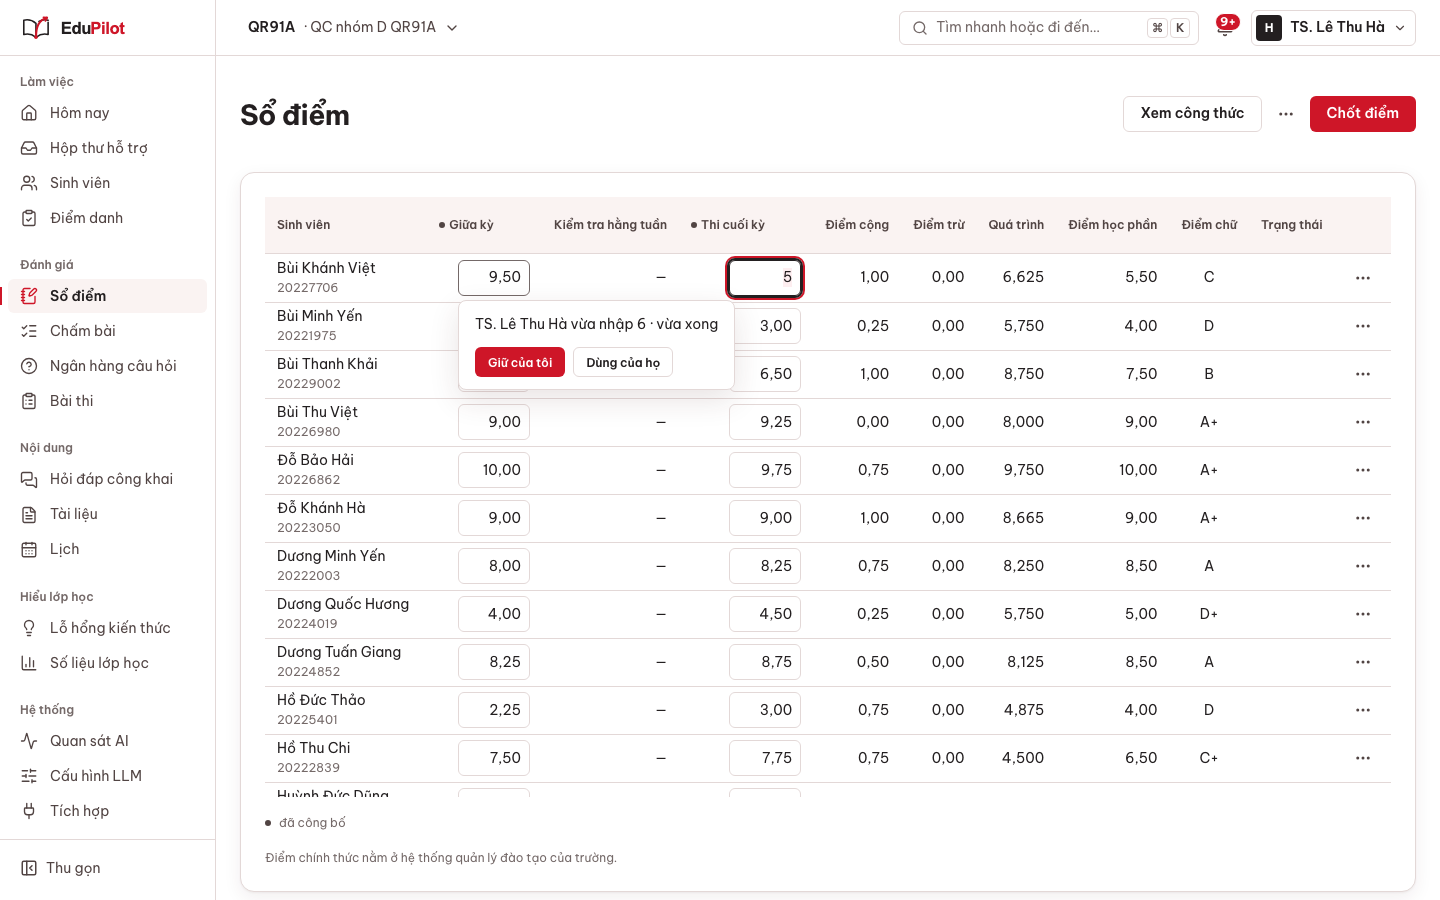 EduPilot
QR91A · QC nhóm D QR91A
Tìm nhanh hoặc đi đến...
⌘ K
9+
H TS. Lê Thu Hà
Làm việc
Hôm nay
Hộp thư hỗ trợ
Sinh viên
Điểm danh
Đánh giá
Sổ điểm
Chấm bài
Ngân hàng câu hỏi
Bài thi
Nội dung
Hỏi đáp công khai
Tài liệu
Lịch
Hiểu lớp học
Lỗ hổng kiến thức
Số liệu lớp học
Hệ thống
Quan sát AI
Cấu hình LLM
Tích hợp
Thu gọn
Sổ điểm
Xem công thức
Chốt điểm
Sinh viên Giữa kỳ Kiểm tra hằng tuần Thi cuối kỳ Điểm cộng Điểm trừ Quá trình Điểm học phần Điểm chữ Trạng thái
Bùi Khánh Việt 9,50 — 5 1,00 0,00 6,625 5,50 C
20227706
Bùi Minh Yến 3,00 0,25 0,00 5,750 4,00 D
20221975
TS. Lê Thu Hà vừa nhập 6 · vừa xong
Giữ của tôi
Dùng của họ
Bùi Thanh Khải 6,50 1,00 0,00 8,750 7,50 B
20229002
Bùi Thu Việt 9,00 — 9,25 0,00 0,00 8,000 9,00 A+
20226980
Đỗ Bảo Hải 10,00 — 9,75 0,75 0,00 9,750 10,00 A+
20226862
Đỗ Khánh Hà 9,00 — 9,00 1,00 0,00 8,665 9,00 A+
20223050
Dương Minh Yến 8,00 — 8,25 0,75 0,00 8,250 8,50 A
20222003
Dương Quốc Hương 4,00 — 4,50 0,25 0,00 5,750 5,00 D+
20224019
Dương Tuấn Giang 8,25 — 8,75 0,50 0,00 8,125 8,50 A
20224852
Hồ Đức Thảo 2,25 — 3,00 0,75 0,00 4,875 4,00 D
20225401
Hồ Thu Chi 7,50 — 7,75 0,75 0,00 4,500 6,50 C+
20222839
Huỳnh Đức Dũng
đã công bố
Điểm chính thức nằm ở hệ thống quản lý đào tạo của trường.